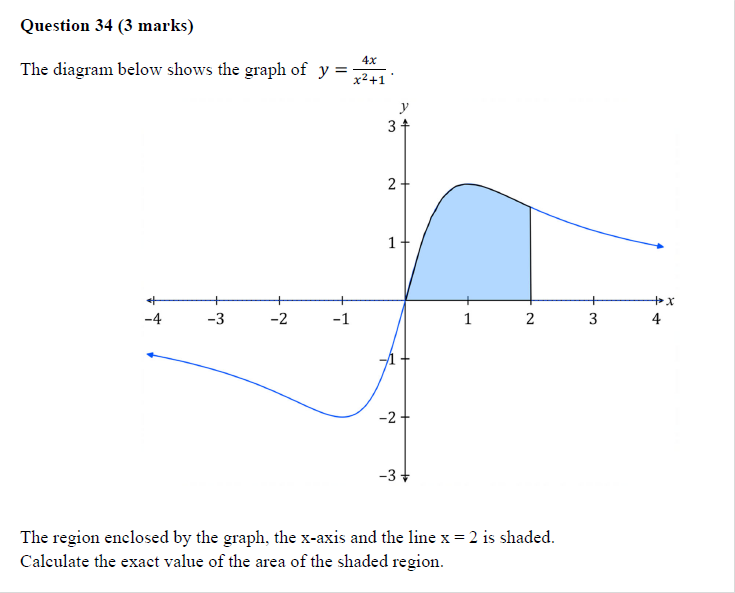 Question 34 (3 marks)
The diagram below shows the graph of y = 4x/x²+1 .
y
3
2
1
−4 −3 −2 −1 1 2 3 4 x
−1
−2
−3
The region enclosed by the graph, the x-axis and the line x = 2 is shaded.
Calculate the exact value of the area of the shaded region.